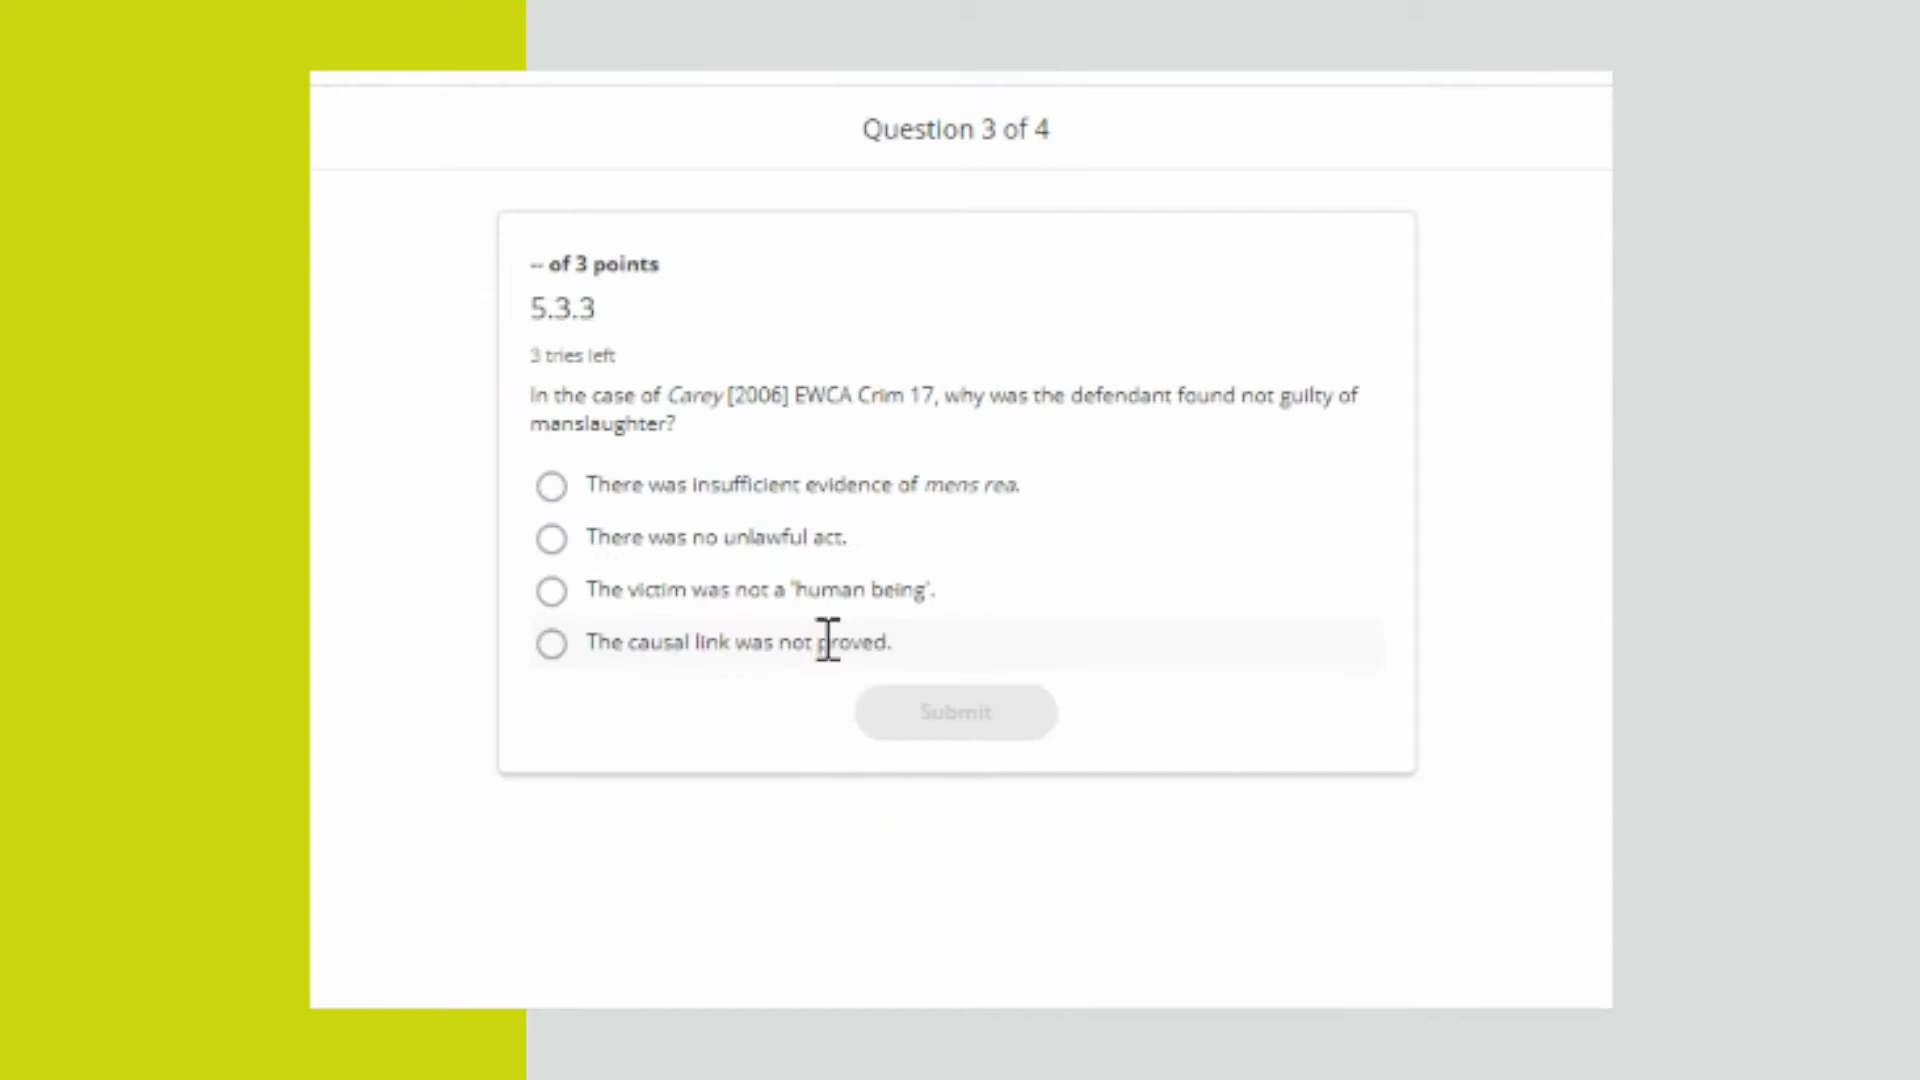 Question 3 of 4
-- of 3 points
5.3.3
3 tries left
In the case of Carey [2006] EWCA Crim 17, why was the defendant found not guilty of
manslaughter?
There was insufficient evidence of mens rea.
There was no unlawful act.
The victim was not a 'human being'.
The causal link was not proved.
Submit